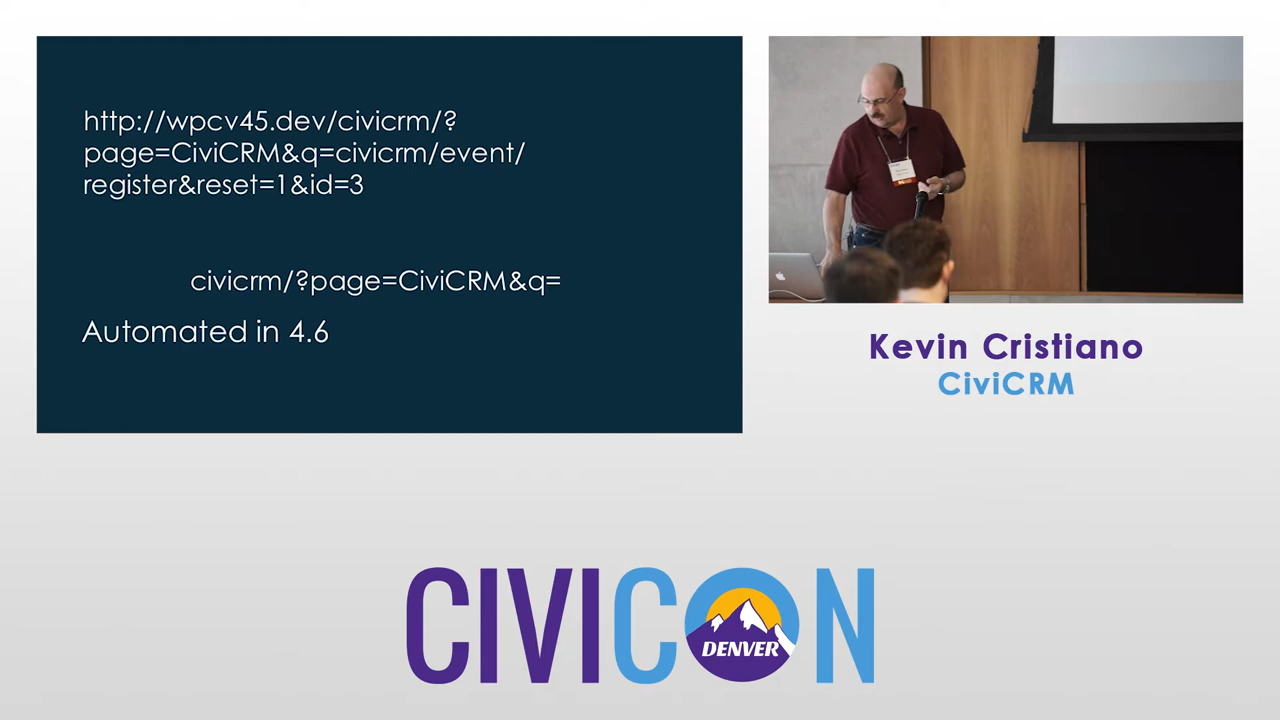 http://wpcv45.dev/civicrm/?
page=CiviCRM&q=civicrm/event/
register&reset=1&id=3
civicrm/?page=CiviCRM&q=
Automated in 4.6
Kevin Cristiano
CiviCRM
CIVICON
DENVER